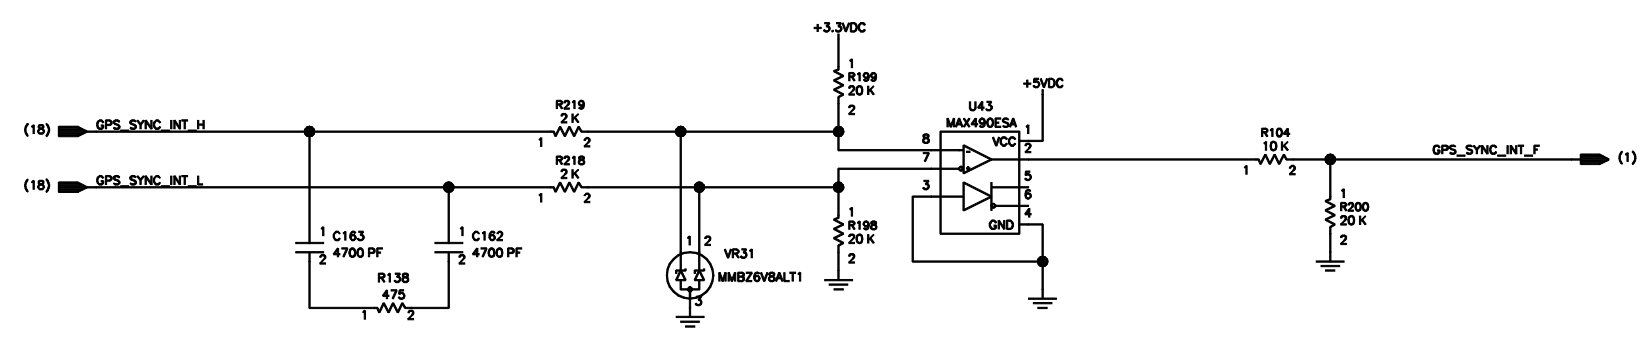 +3.3VDC
1
R199
20 K
2
+5VDC
(18) GPS_SYNC_INT_H
R219
2 K
1 2
U43
MAX490ESA
8
7
3
VCC
1
2
5
6
4
GND
R104
10 K
1 2
GPS_SYNC_INT_F (1)
(18) GPS_SYNC_INT_L
R218
2 K
1 2
1
R198
20 K
2
1
R200
20 K
2
1
C163
4700 PF
2
1
C162
4700 PF
2
R138
475
1 2
1 2
VR31
MMBZ6V8ALT1
3